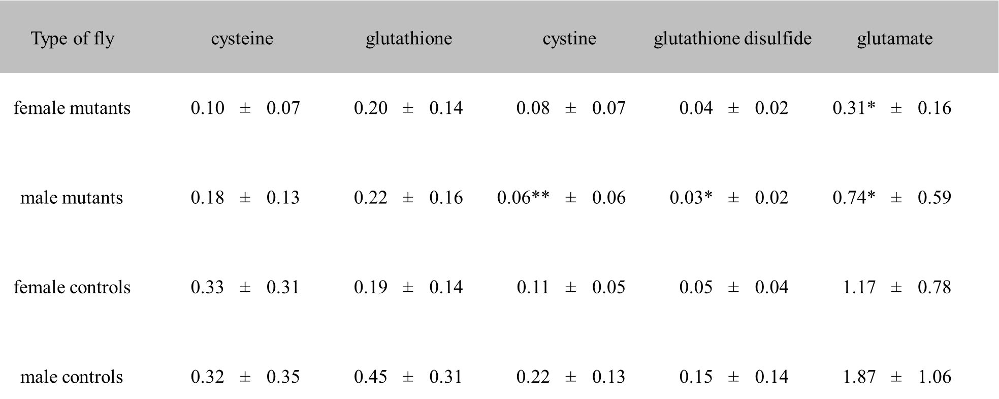 Type of fly cysteine glutathione cystine glutathione disulfide glutamate
female mutants 0.10 ± 0.07 0.20 ± 0.14 0.08 ± 0.07 0.04 ± 0.02 0.31* ± 0.16
male mutants 0.18 ± 0.13 0.22 ± 0.16 0.06** ± 0.06 0.03* ± 0.02 0.74* ± 0.59
female controls 0.33 ± 0.31 0.19 ± 0.14 0.11 ± 0.05 0.05 ± 0.04 1.17 ± 0.78
male controls 0.32 ± 0.35 0.45 ± 0.31 0.22 ± 0.13 0.15 ± 0.14 1.87 ± 1.06